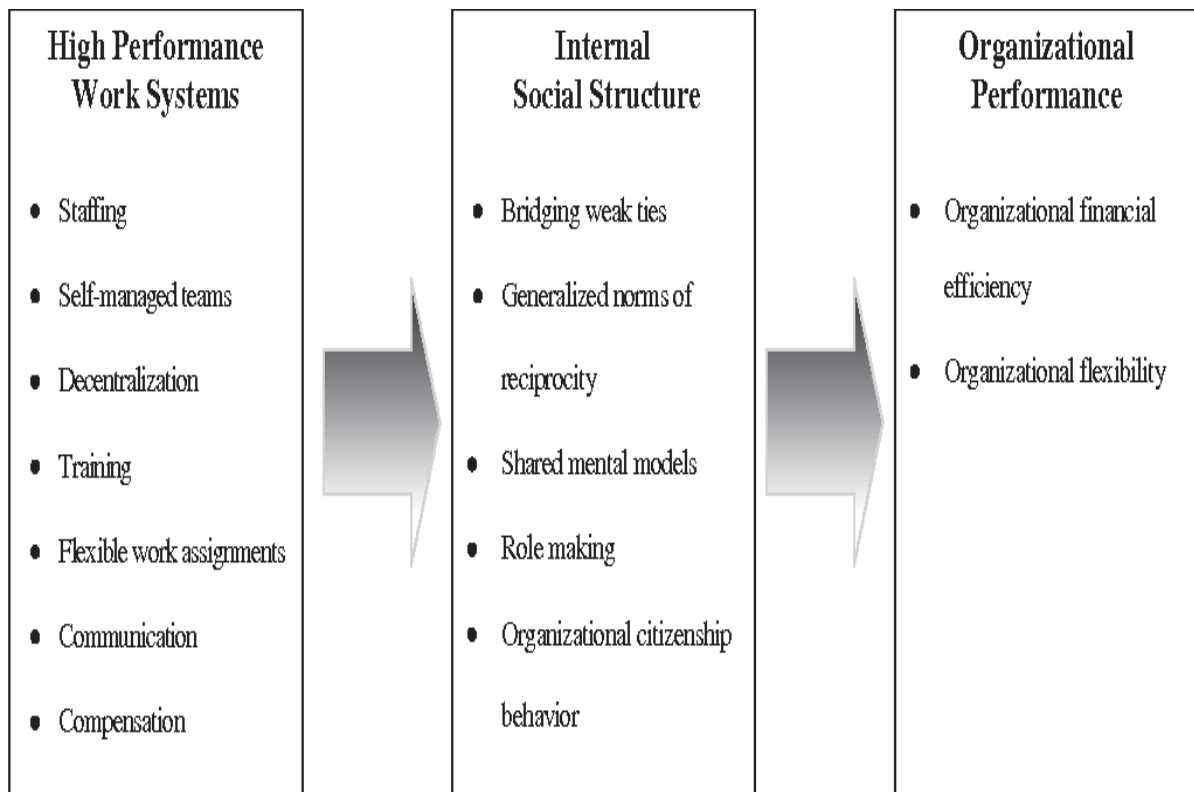 High Performance
Work Systems
• Staffing
• Self-managed teams
• Decentralization
• Training
• Flexible work assignments
• Communication
• Compensation
Internal
Social Structure
• Bridging weak ties
• Generalized norms of
reciprocity
• Shared mental models
• Role making
• Organizational citizenship
behavior
Organizational
Performance
• Organizational financial
efficiency
• Organizational flexibility